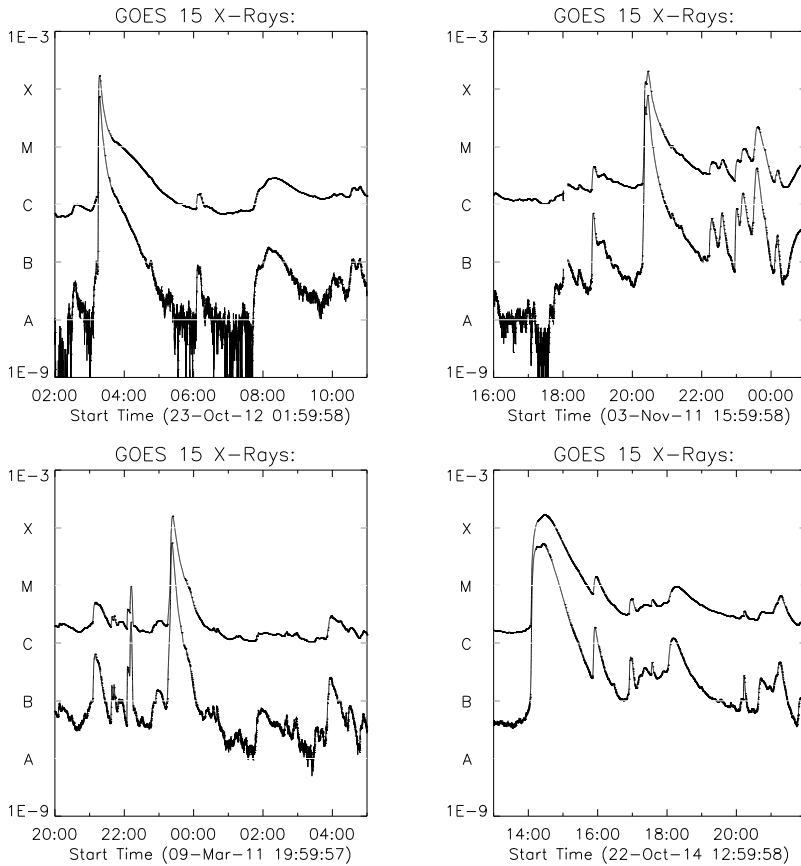 GOES 15 X-Rays:
1E-3
X
M
C
B
A
1E-9
02:00 04:00 06:00 08:00 10:00
Start Time (23-Oct-12 01:59:58)
GOES 15 X-Rays:
1E-3
X
M
C
B
A
1E-9
16:00 18:00 20:00 22:00 00:00
Start Time (03-Nov-11 15:59:58)
GOES 15 X-Rays:
1E-3
X
M
C
B
A
1E-9
20:00 22:00 00:00 02:00 04:00
Start Time (09-Mar-11 19:59:57)
GOES 15 X-Rays:
1E-3
X
M
C
B
A
1E-9
14:00 16:00 18:00 20:00
Start Time (22-Oct-14 12:59:58)